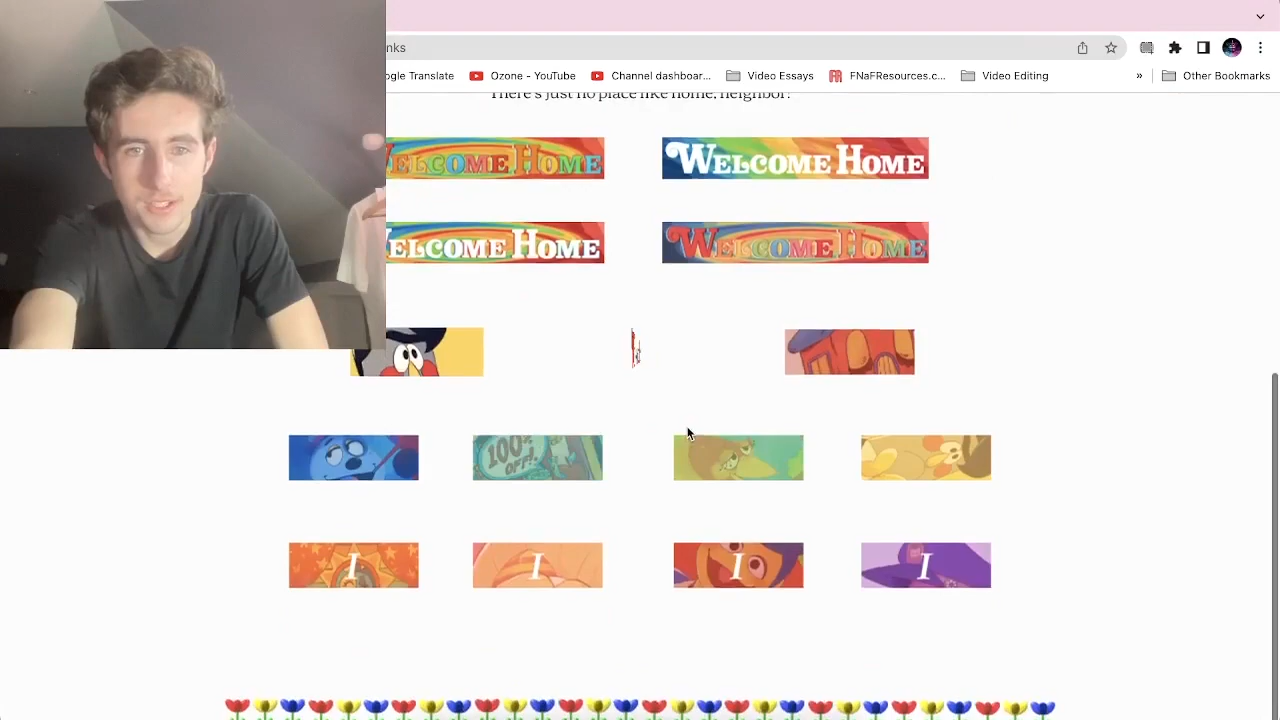 nks
ogle Translate Ozone - YouTube Channel dashboar... Video Essays FNaFResources.c... Video Editing » Other Bookmarks
There's just no place like home, neighbor!
WELCOME HOME WELCOME HOME
ELCOME HOME WELCOME HOME
100%
OFF!
I I I I